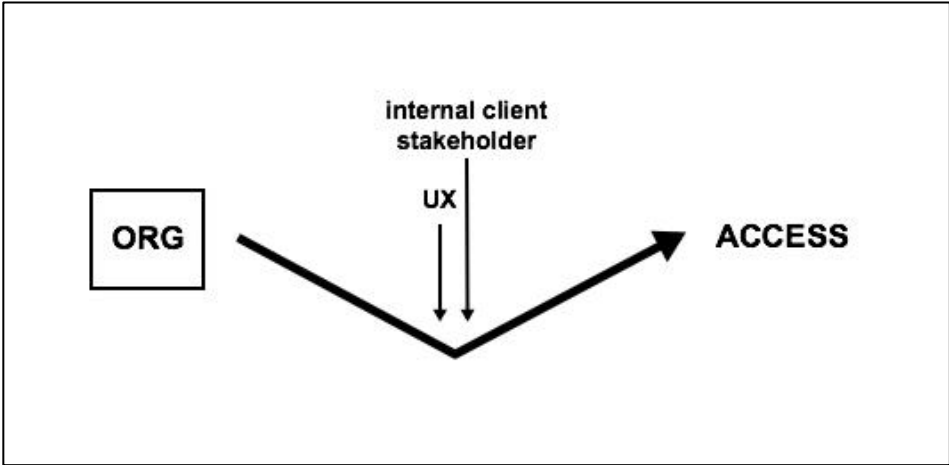 internal client
stakeholder
UX
ORG
ACCESS